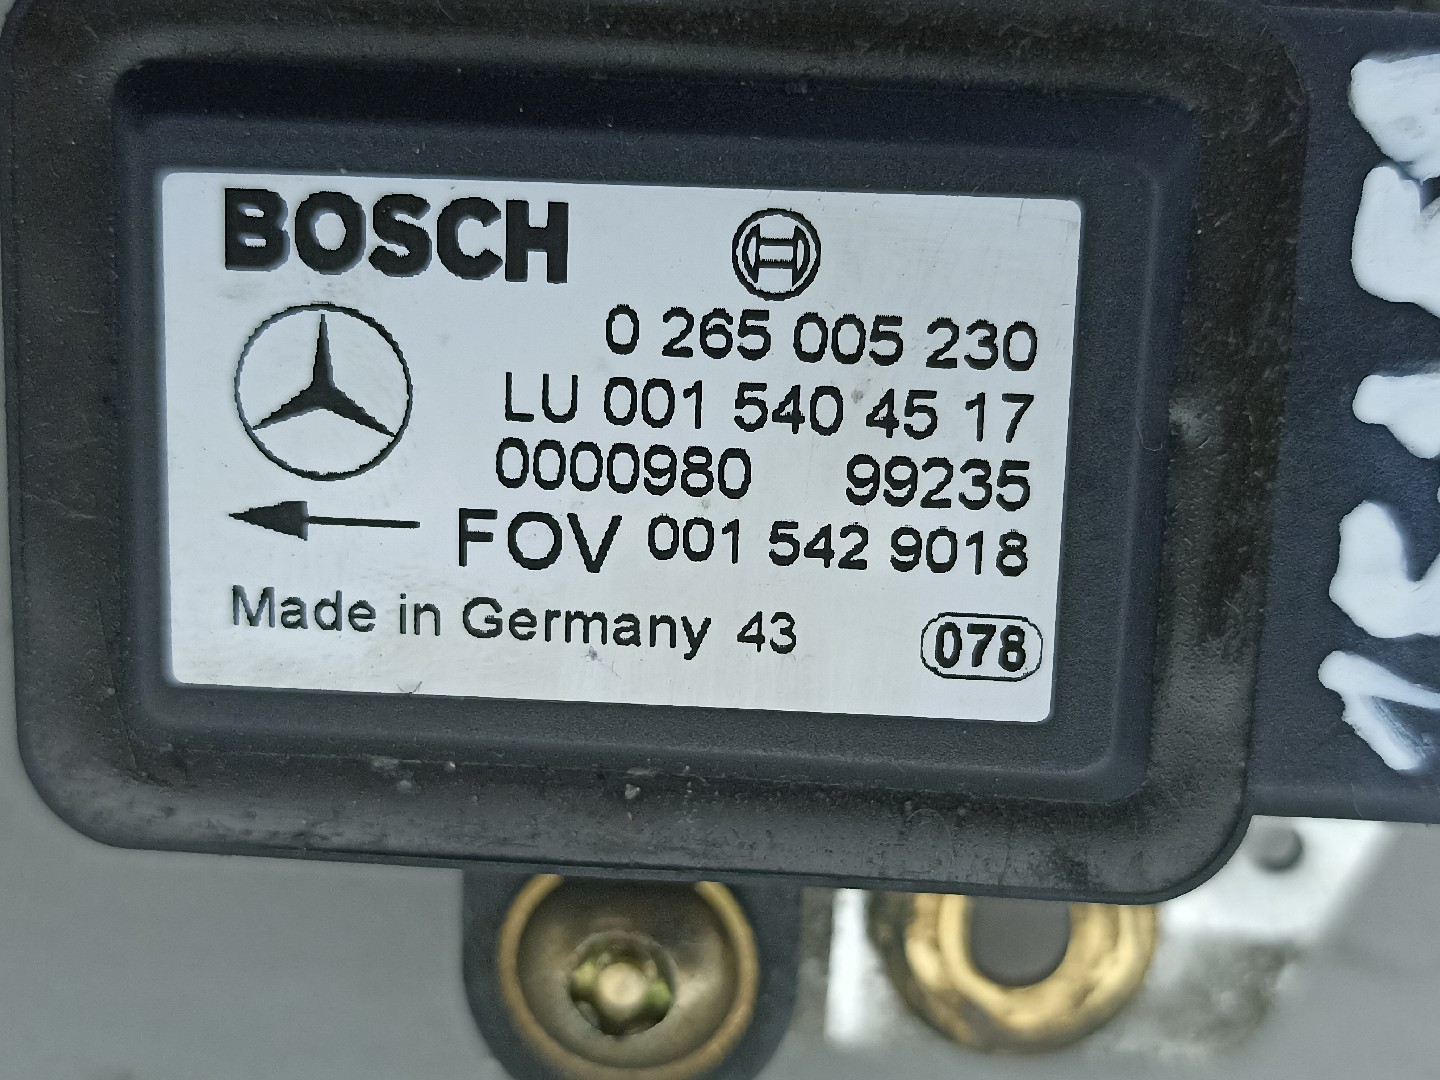 BOSCH
0 265 005 230
LU 001 540 45 17
0000980 99235
FOV 001 542 9018
Made in Germany 43
078